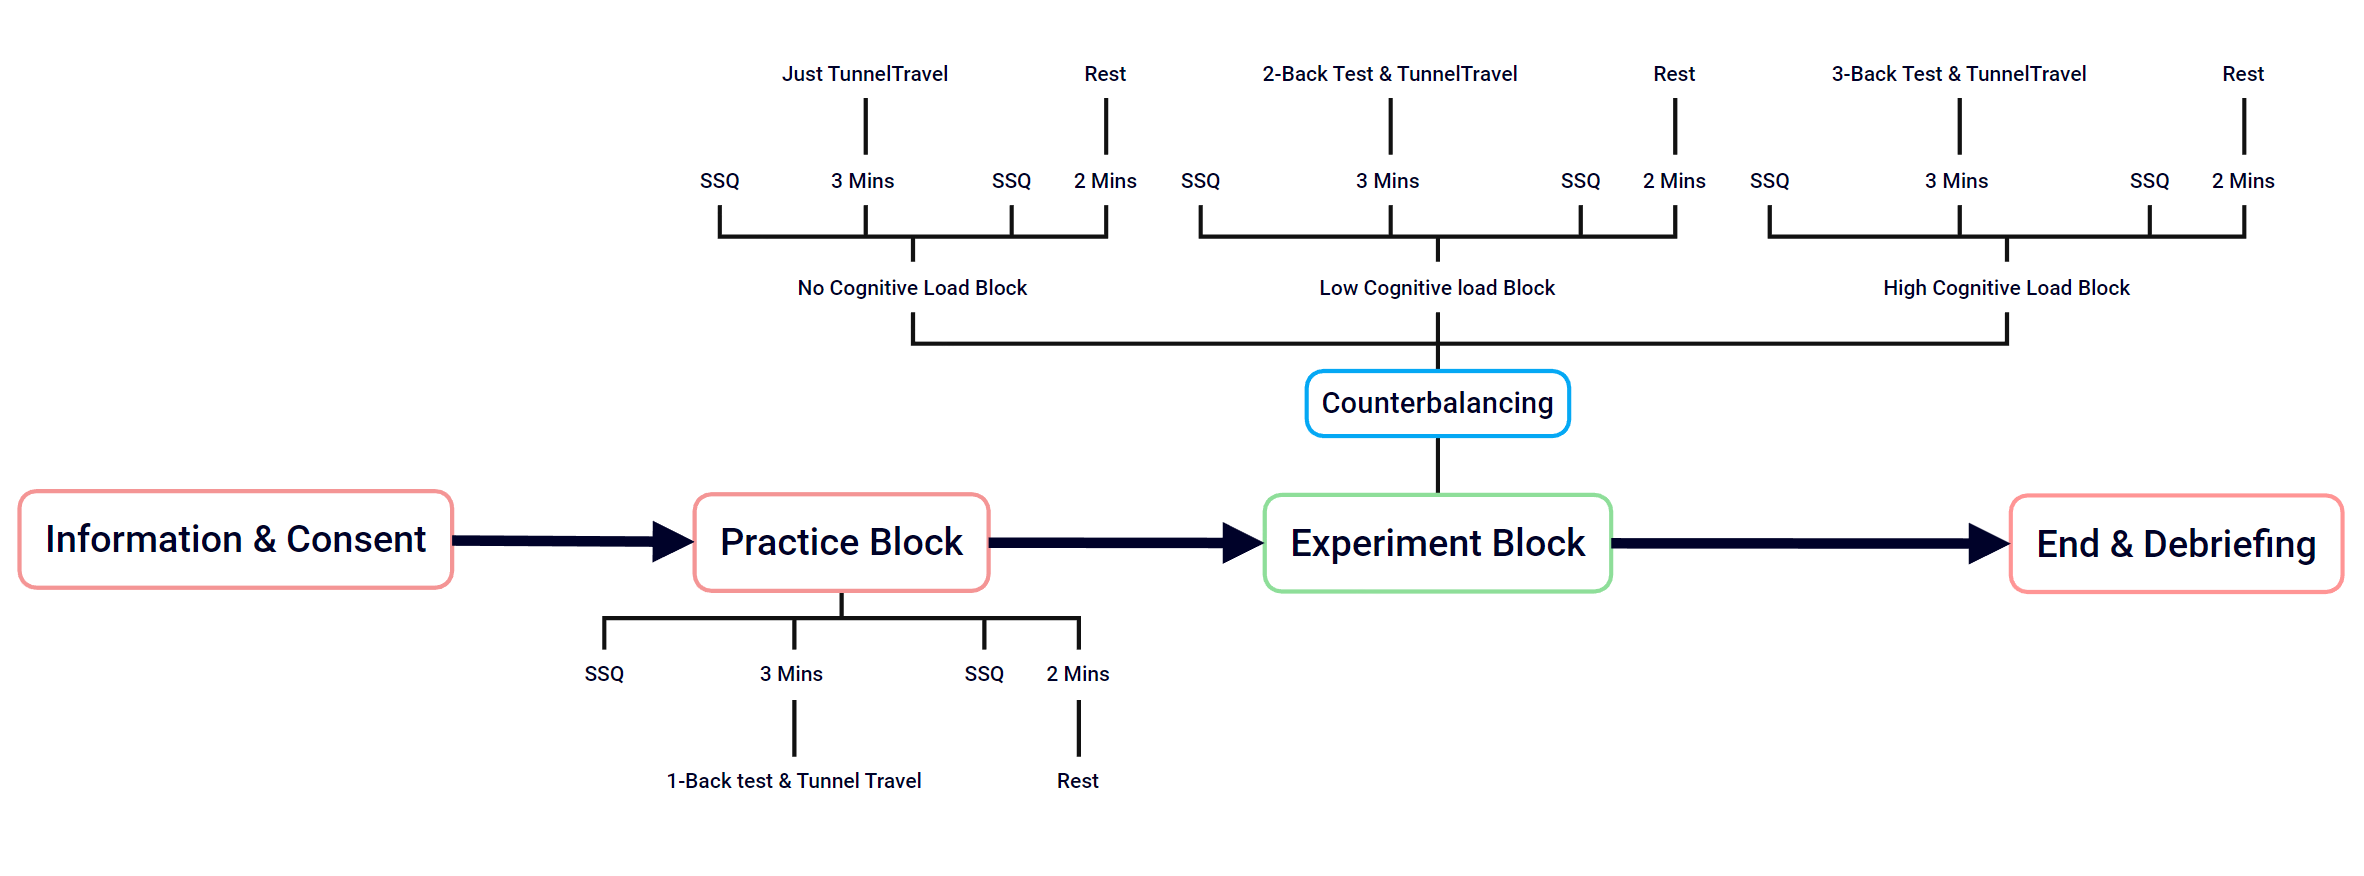 Just TunnelTravel
Rest
2-Back Test & TunnelTravel
Rest
3-Back Test & TunnelTravel
Rest
SSQ
3 Mins
SSQ
2 Mins
SSQ
3 Mins
SSQ
2 Mins
SSQ
3 Mins
SSQ
2 Mins
No Cognitive Load Block
Low Cognitive load Block
High Cognitive Load Block
Counterbalancing
Information & Consent
Practice Block
Experiment Block
End & Debriefing
SSQ
3 Mins
SSQ
2 Mins
1-Back test & Tunnel Travel
Rest